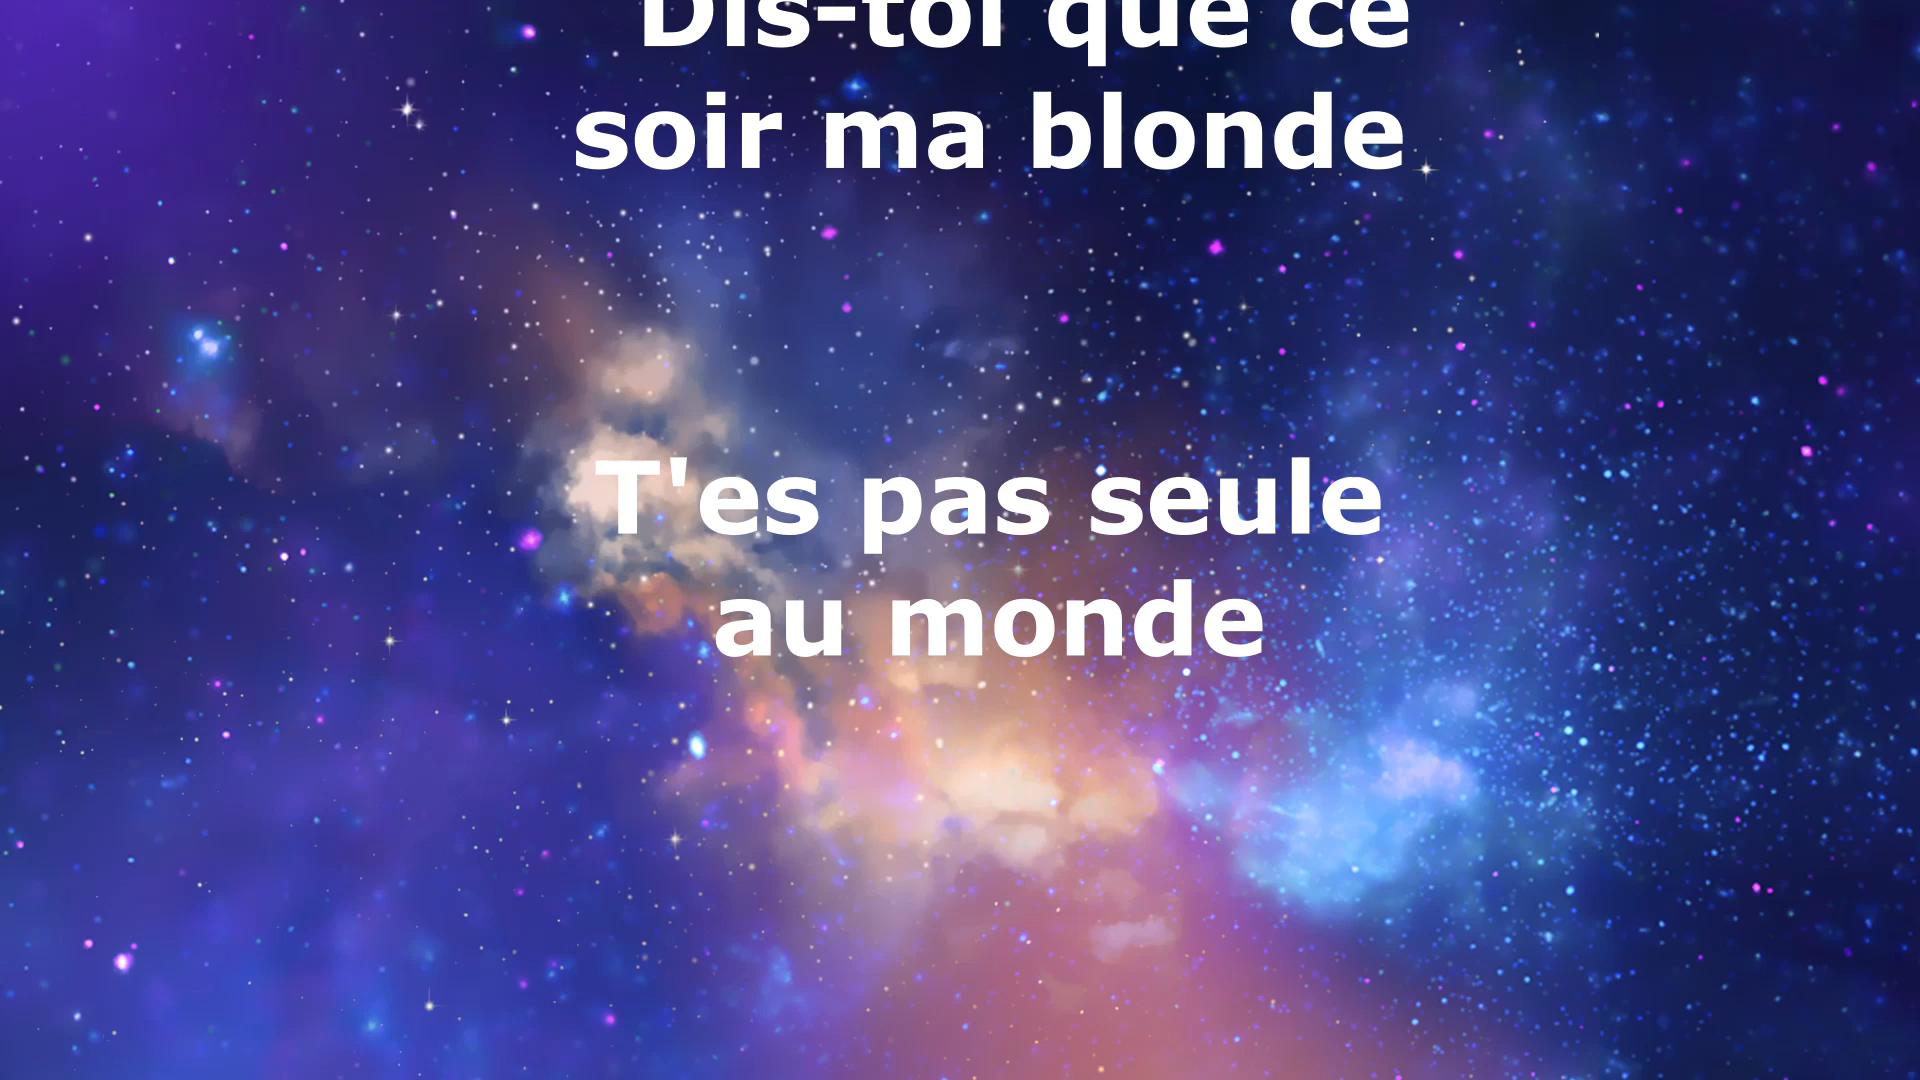 Dis-toi que ce
soir ma blonde
T'es pas seule
au monde